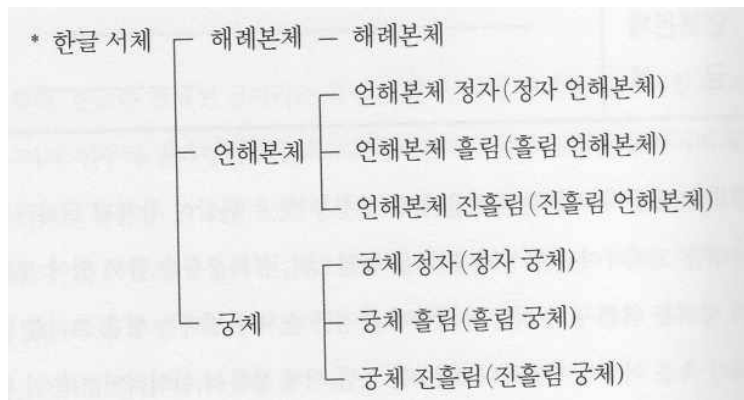 * 한글 서체 해례본체 해례본체
언해본체 정자(정자 언해본체)
언해본체 언해본체 흘림(흘림 언해본체)
언해본체 진흘림(진흘림 언해본체)
궁체 정자(정자 궁체)
궁체 궁체 흘림(흘림 궁체)
궁체 진흘림(진흘림 궁체)